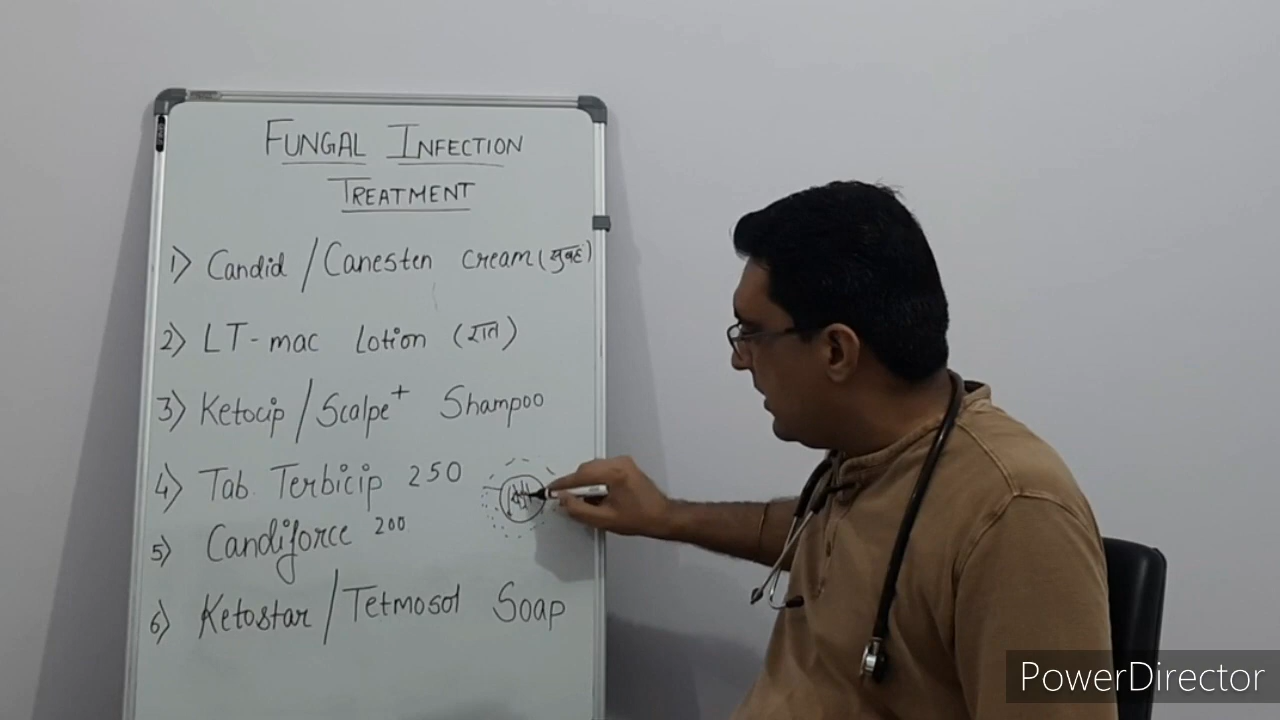 FUNGAL INFECTION
TREATMENT
1) Candid / Canesten cream (सुबह)
2) LT-mac Lotion (रात)
3) Ketocip / Scalpe+ Shampoo
4) Tab. Terbicip 250
5) Candiforce 200
6) Ketostar / Tetmosol Soap
PowerDirector